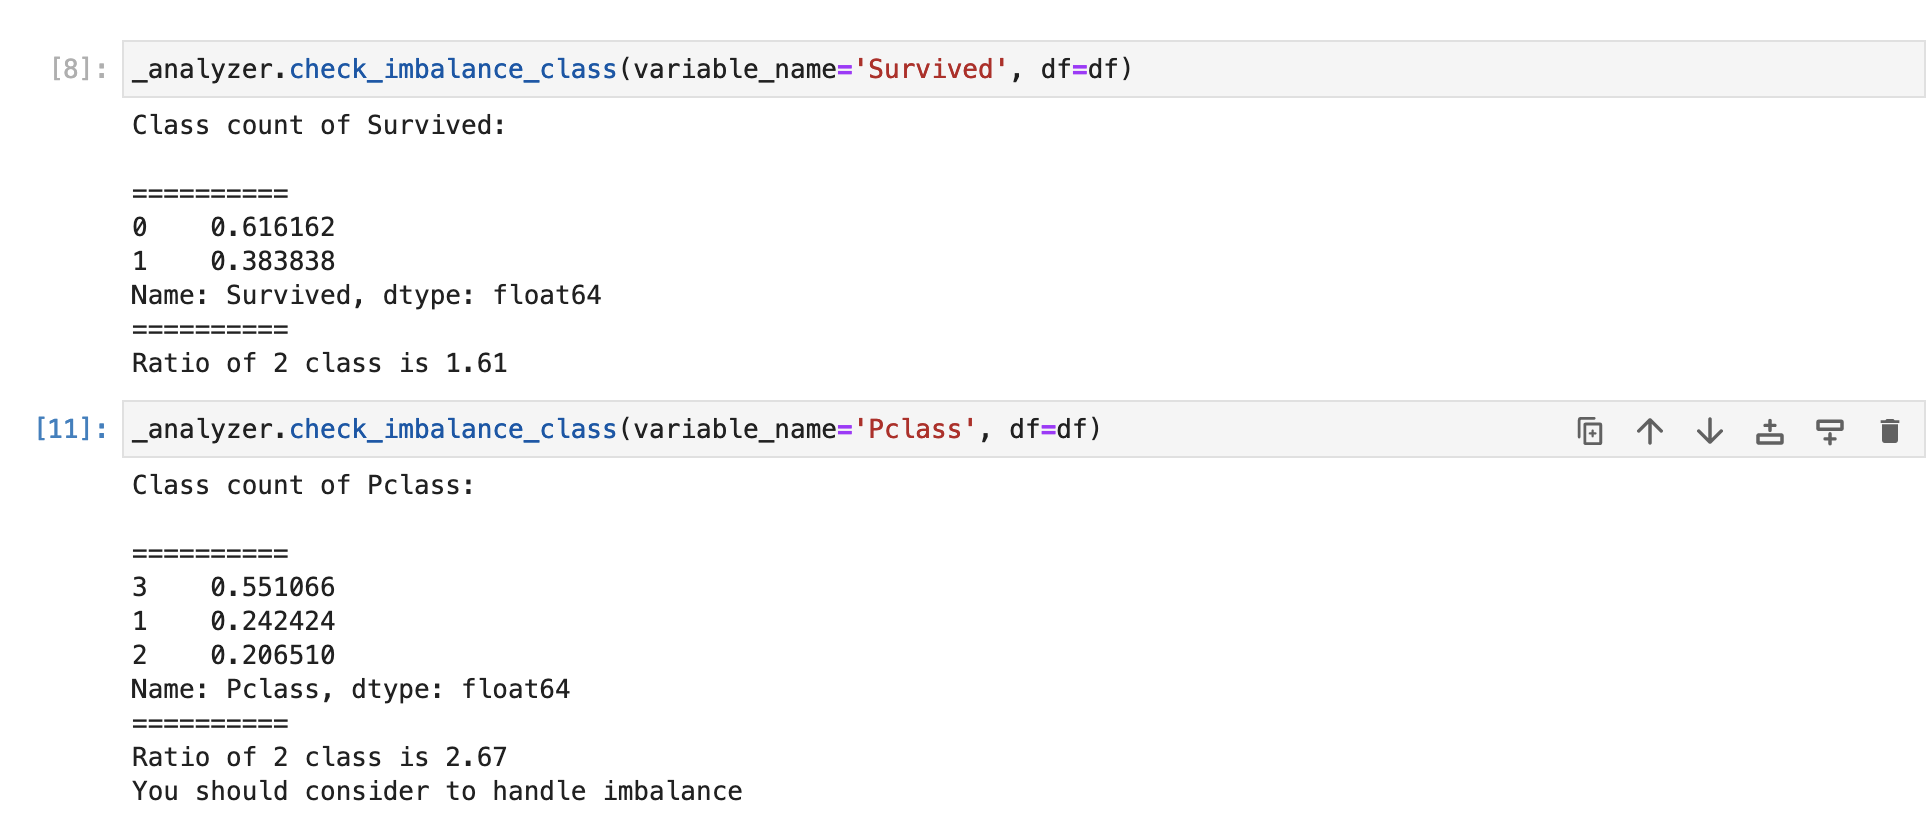 [8]: _analyzer.check_imbalance_class(variable_name='Survived', df=df)
Class count of Survived:
==========
0    0.616162
1    0.383838
Name: Survived, dtype: float64
==========
Ratio of 2 class is 1.61
[11]: _analyzer.check_imbalance_class(variable_name='Pclass', df=df)
Class count of Pclass:
==========
3    0.551066
1    0.242424
2    0.206510
Name: Pclass, dtype: float64
==========
Ratio of 2 class is 2.67
You should consider to handle imbalance